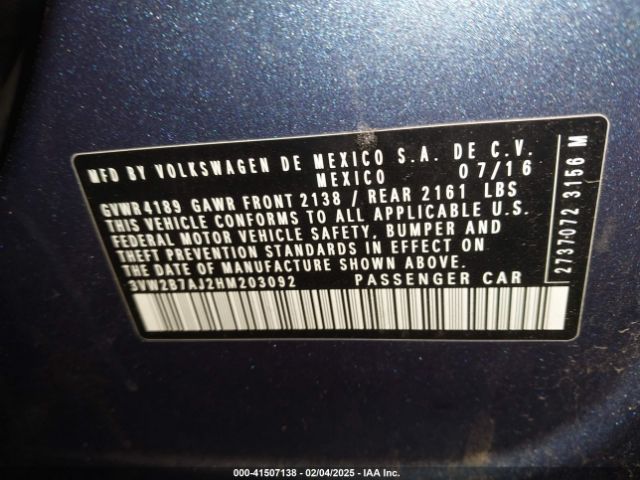 MFD BY VOLKSWAGEN DE MEXICO S.A. DE C.V.
MEXICO 07/16
GVWR 4189 GAWR FRONT 2138 / REAR 2161 LBS
THIS VEHICLE CONFORMS TO ALL APPLICABLE U.S.
FEDERAL MOTOR VEHICLE SAFETY, BUMPER AND
THEFT PREVENTION STANDARDS IN EFFECT ON
THE DATE OF MANUFACTURE SHOWN ABOVE.
3VW2B7AJ2HM203092 PASSENGER CAR
2737-072 3156 M
000-41507138 - 02/04/2025 - IAA Inc.